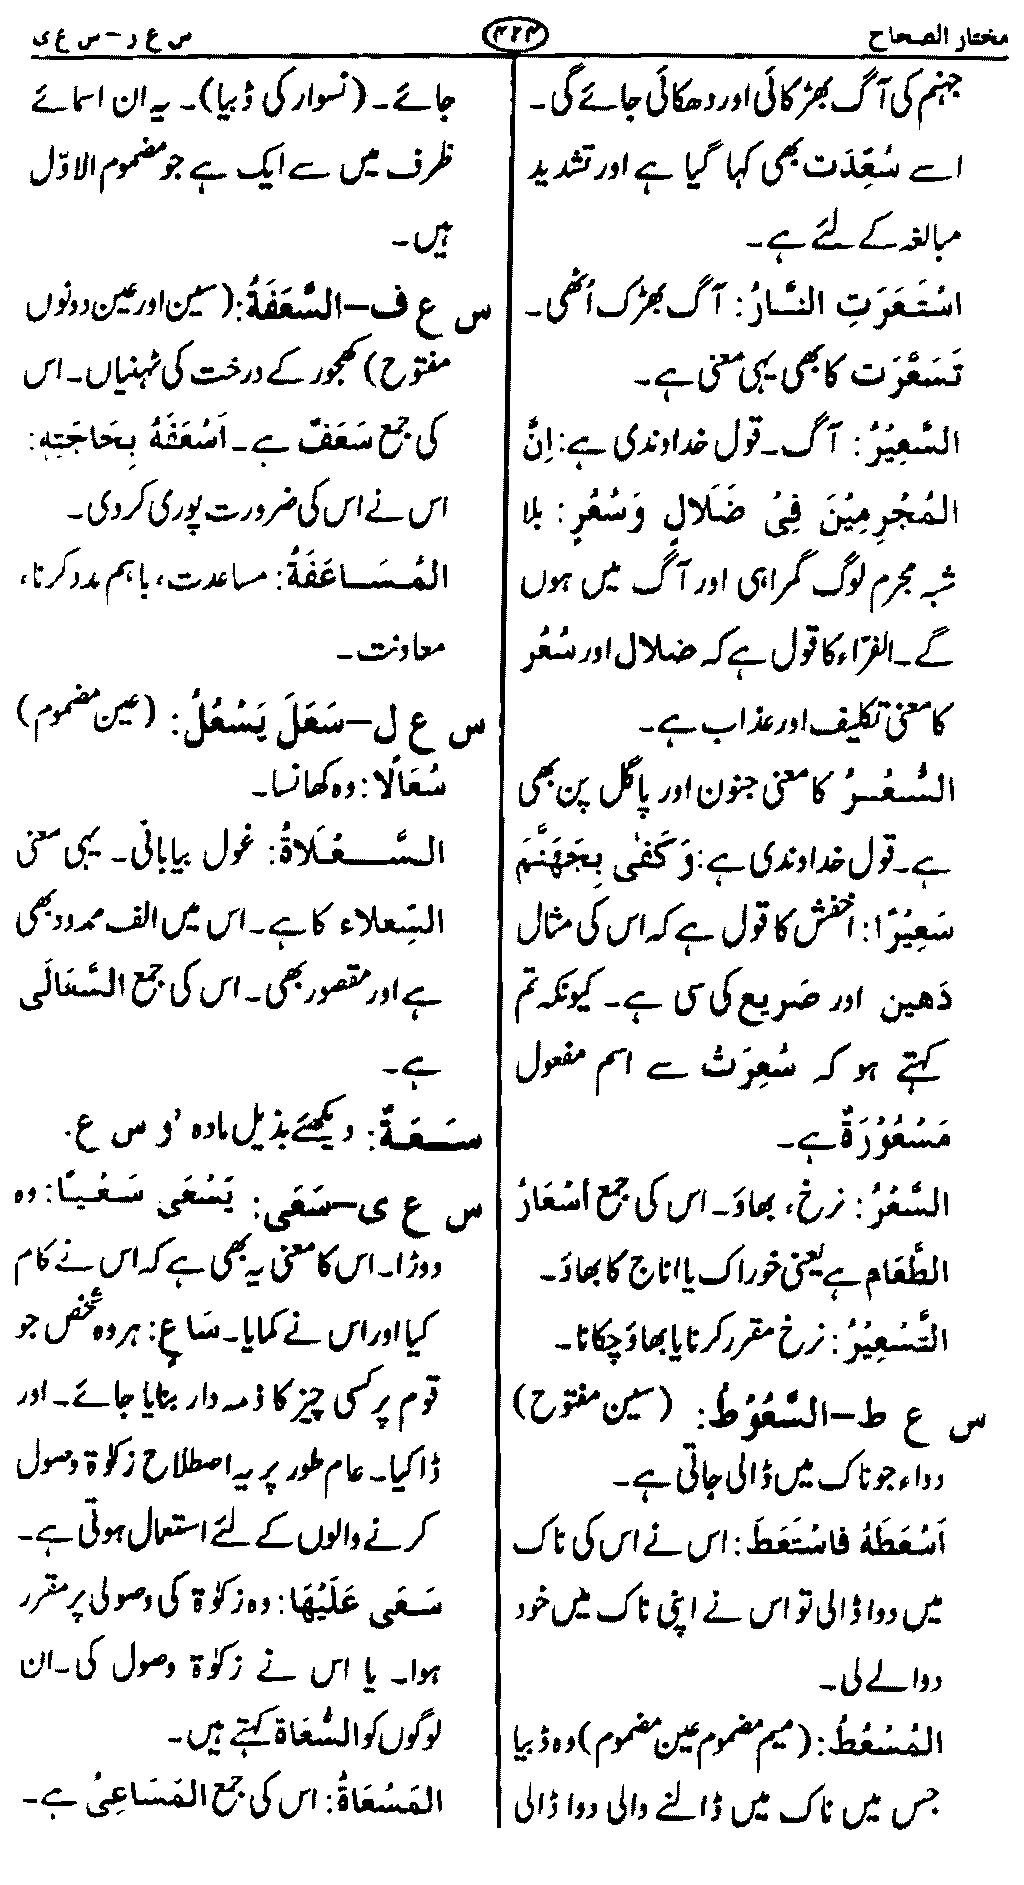 مختار الصحاح
۴۲۴
س ع ر – س ع ی
جہنم کی آگ بھڑکائی اور دھکائی جائے گی۔
اسے سُعِّدَت بھی کہا گیا ہے اور تشدید
مبالغہ کے لئے ہے۔
اسْتَعَرَتِ النَّارُ: آگ بھڑک اُٹھی۔
تَسَعَّرَت کا بھی یہی معنی ہے۔
السَّعِيْرُ: آگ۔ قول خداوندی ہے: اِنَّ
المُجْرِمِيْنَ فِیْ ضَلَالٍ وَسُعُرٍ: بلا
شبہ مجرم لوگ گمراہی اور آگ میں ہوں
گے۔ الفرّاء کا قول ہے کہ ضلال اور سُعُر
کا معنی تکلیف اور عذاب ہے۔
السُّعُرُ کا معنی جنون اور پاگل پن بھی
ہے۔ قول خداوندی ہے: وَكَفٰى بِجَهَنَّمَ
سَعِيْرًا: اخفش کا قول ہے کہ اس کی مثال
دَهین اور صَریع کی سی ہے۔ کیونکہ تم
کہتے ہو کہ سُعِرَتْ سے اسم مفعول
مَسْعُوْرَةٌ ہے۔
السَّعْرُ: نرخ، بھاؤ۔ اس کی جمع اَسْعَارُ
الطَّعَام ہے یعنی خوراک یا اناج کا بھاؤ۔
التَّسْعِيْرُ: نرخ مقرر کرنا یا بھاؤ چکانا۔
س ع ط – السَّعُوْطُ: (سین مفتوح)
دواء جو ناک میں ڈالی جاتی ہے۔
اَسْعَطَهُ فاسْتَعَطَ: اس نے اس کی ناک
میں دوا ڈالی تو اس نے اپنی ناک میں خود
دوا لے لی۔
المُسْعُطُ: (میم مضموم عین مضموم) وہ ڈبیا
جس میں ناک میں ڈالنے والی دوا ڈالی
جائے۔ (نسوار کی ڈبیا)۔ یہ ان اسمائے
ظرف میں سے ایک ہے جو مضموم الاوّل
ہیں۔
س ع ف – السَّعَفَةُ: (سین اور عین دونوں
مفتوح) کھجور کے درخت کی ٹہنیاں۔ اس
کی جمع سَعَفٌ ہے۔ اَسْعَفَهُ بِحَاجَتِهٖ:
اس نے اس کی ضرورت پوری کر دی۔
المُسَاعَفَةُ: مساعدت، باہم مدد کرنا،
معاونت۔
س ع ل – سَعَلَ يَسْعُلُ: (عین مضموم)
سُعَالًا: وہ کھانسا۔
السَّعْلَاةُ: غول بیابانی۔ یہی معنی
السِّعلاء کا ہے۔ اس میں الف ممدود بھی
ہے اور مقصور بھی۔ اس کی جمع السَّعَالَی
ہے۔
سَعَةٌ: دیکھئے بذیل مادہ 'و س ع.
س ع ی – سَعَى: يَسْعَى سَعْيًا: وہ
دوڑا۔ اس کا معنی یہ بھی ہے کہ اس نے کام
کیا اور اس نے کمایا۔ سَاعٍ: ہر وہ شخص جو
قوم پر کسی چیز کا ذمہ دار بنایا جائے۔ اور
ڈاکیا۔ عام طور پر یہ اصطلاح زکوٰۃ وصول
کرنے والوں کے لئے استعمال ہوتی ہے۔
سَعَى عَلَيْهَا: وہ زکوٰۃ کی وصولی پر مقرر
ہوا۔ یا اس نے زکوٰۃ وصول کی۔ ان
لوگوں کو السُّعَاة کہتے ہیں۔
المَسْعَاةُ: اس کی جمع المَسَاعِیْ ہے۔